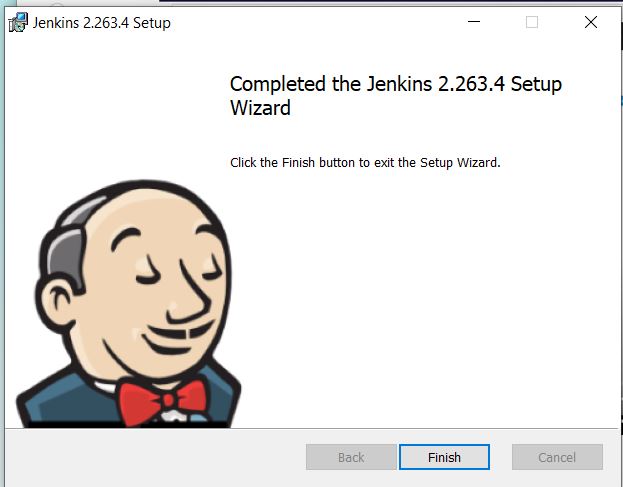 Jenkins 2.263.4 Setup
Completed the Jenkins 2.263.4 Setup
Wizard
Click the Finish button to exit the Setup Wizard.
Back
Finish
Cancel